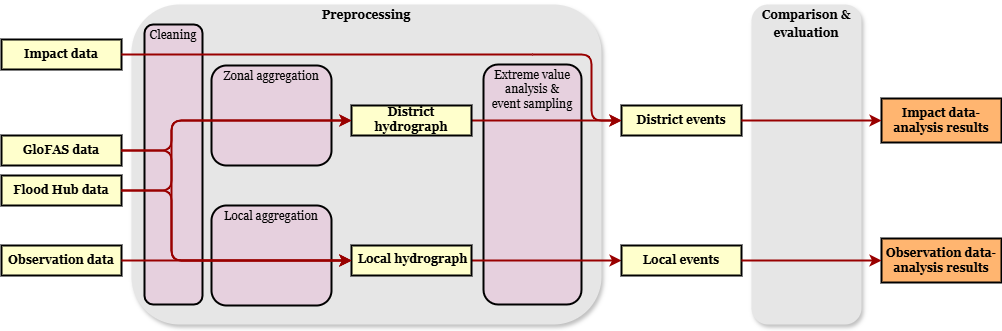 Preprocessing
Comparison &
evaluation
Cleaning
Impact data
Zonal aggregation
Extreme value
analysis &
event sampling
District
hydrograph
District events
Impact data-
analysis results
GloFAS data
Flood Hub data
Local aggregation
Observation data
Local hydrograph
Local events
Observation data-
analysis results